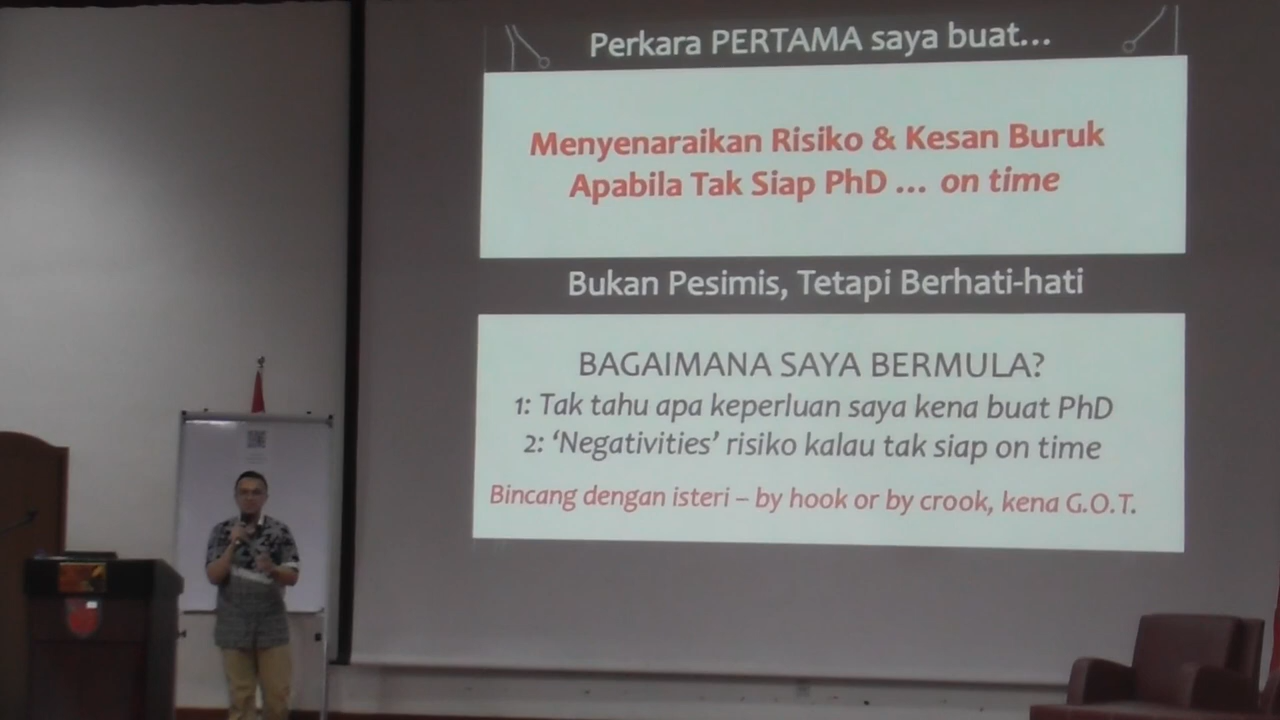 Perkara PERTAMA saya buat...
Menyenaraikan Risiko & Kesan Buruk
Apabila Tak Siap PhD ... on time
Bukan Pesimis, Tetapi Berhati-hati
BAGAIMANA SAYA BERMULA?
1: Tak tahu apa keperluan saya kena buat PhD
2: ‘Negativities’ risiko kalau tak siap on time
Bincang dengan isteri – by hook or by crook, kena G.O.T.